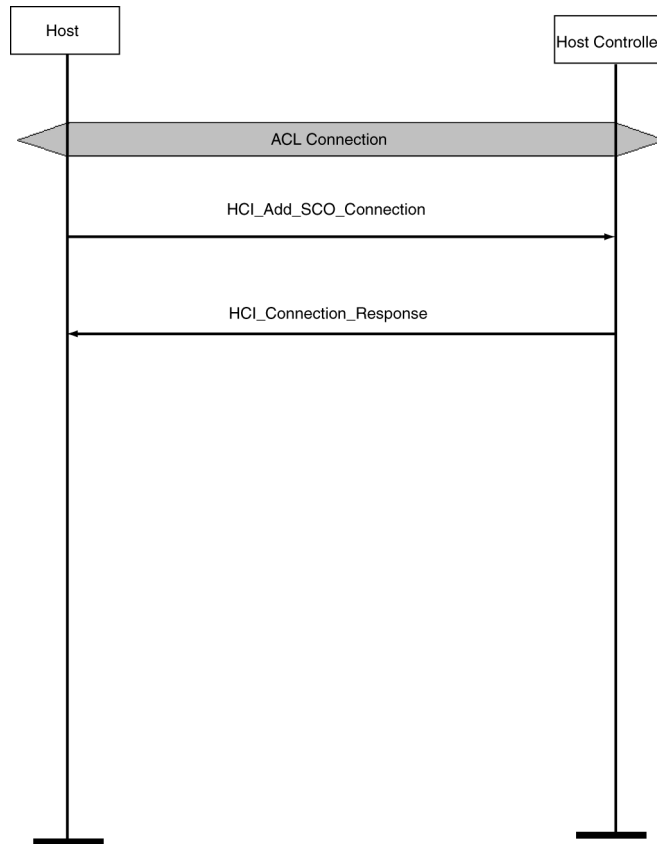 Host
Host Controlle
ACL Connection
HCI_Add_SCO_Connection
HCI_Connection_Response